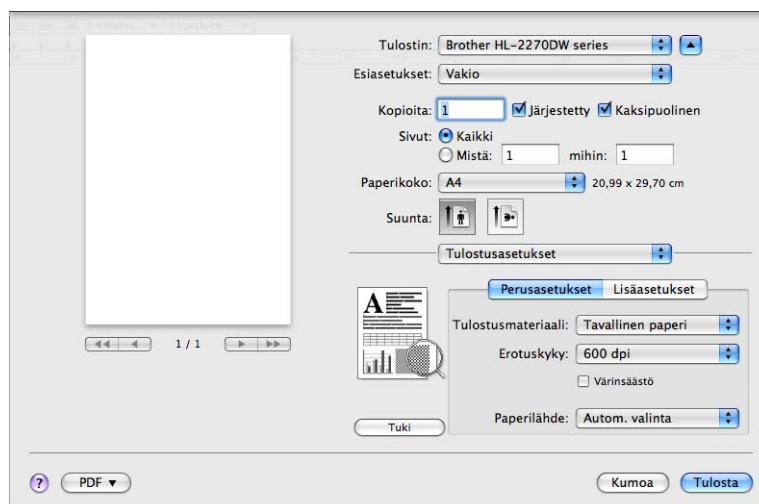 Tulostin: Brother HL-2270DW series
Esiasetukset: Vakio
Kopioita: 1 Järjestetty Kaksipuolinen
Sivut: Kaikki
Mistä: 1 mihin: 1
Paperikoko: A4 20,99 x 29,70 cm
Suunta:
Tulostusasetukset
Perusasetukset Lisäasetukset
A
Tulostusmateriaali: Tavallinen paperi
1 / 1
Erotuskyky: 600 dpi
Värinsäästö
Paperilähde: Autom. valinta
Tuki
? PDF Kumoa Tulosta